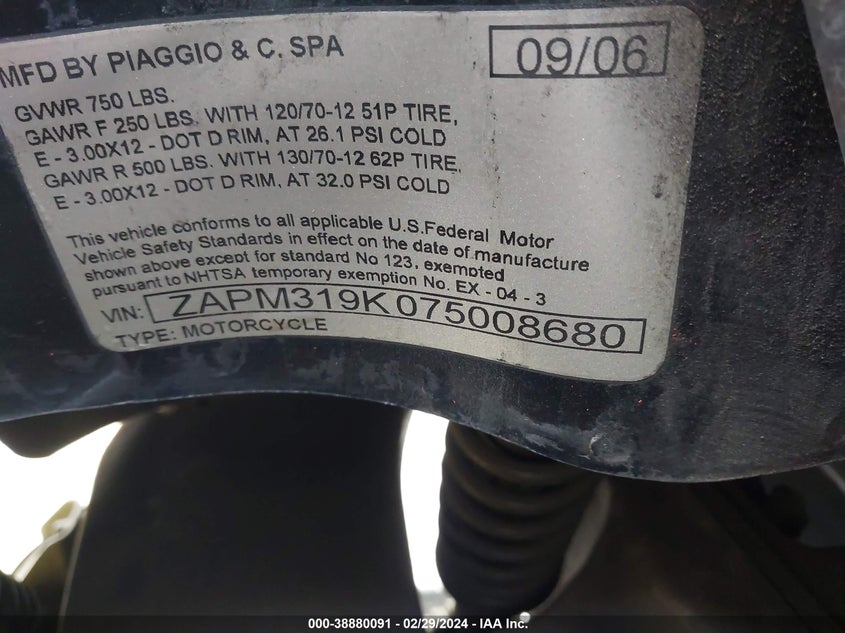 MFD BY PIAGGIO & C. SPA
09/06
GVWR 750 LBS.
GAWR F 250 LBS. WITH 120/70-12 51P TIRE,
E - 3.00X12 - DOT D RIM, AT 26.1 PSI COLD
GAWR R 500 LBS. WITH 130/70-12 62P TIRE,
E - 3.00X12 - DOT D RIM, AT 32.0 PSI COLD
This vehicle conforms to all applicable U.S.Federal Motor
Vehicle Safety Standards in effect on the date of manufacture
shown above except for standard No 123, exempted
pursuant to NHTSA temporary exemption No. EX - 04 - 3
VIN: ZAPM319K075008680
TYPE: MOTORCYCLE
000-38880091 - 02/29/2024 - IAA Inc.